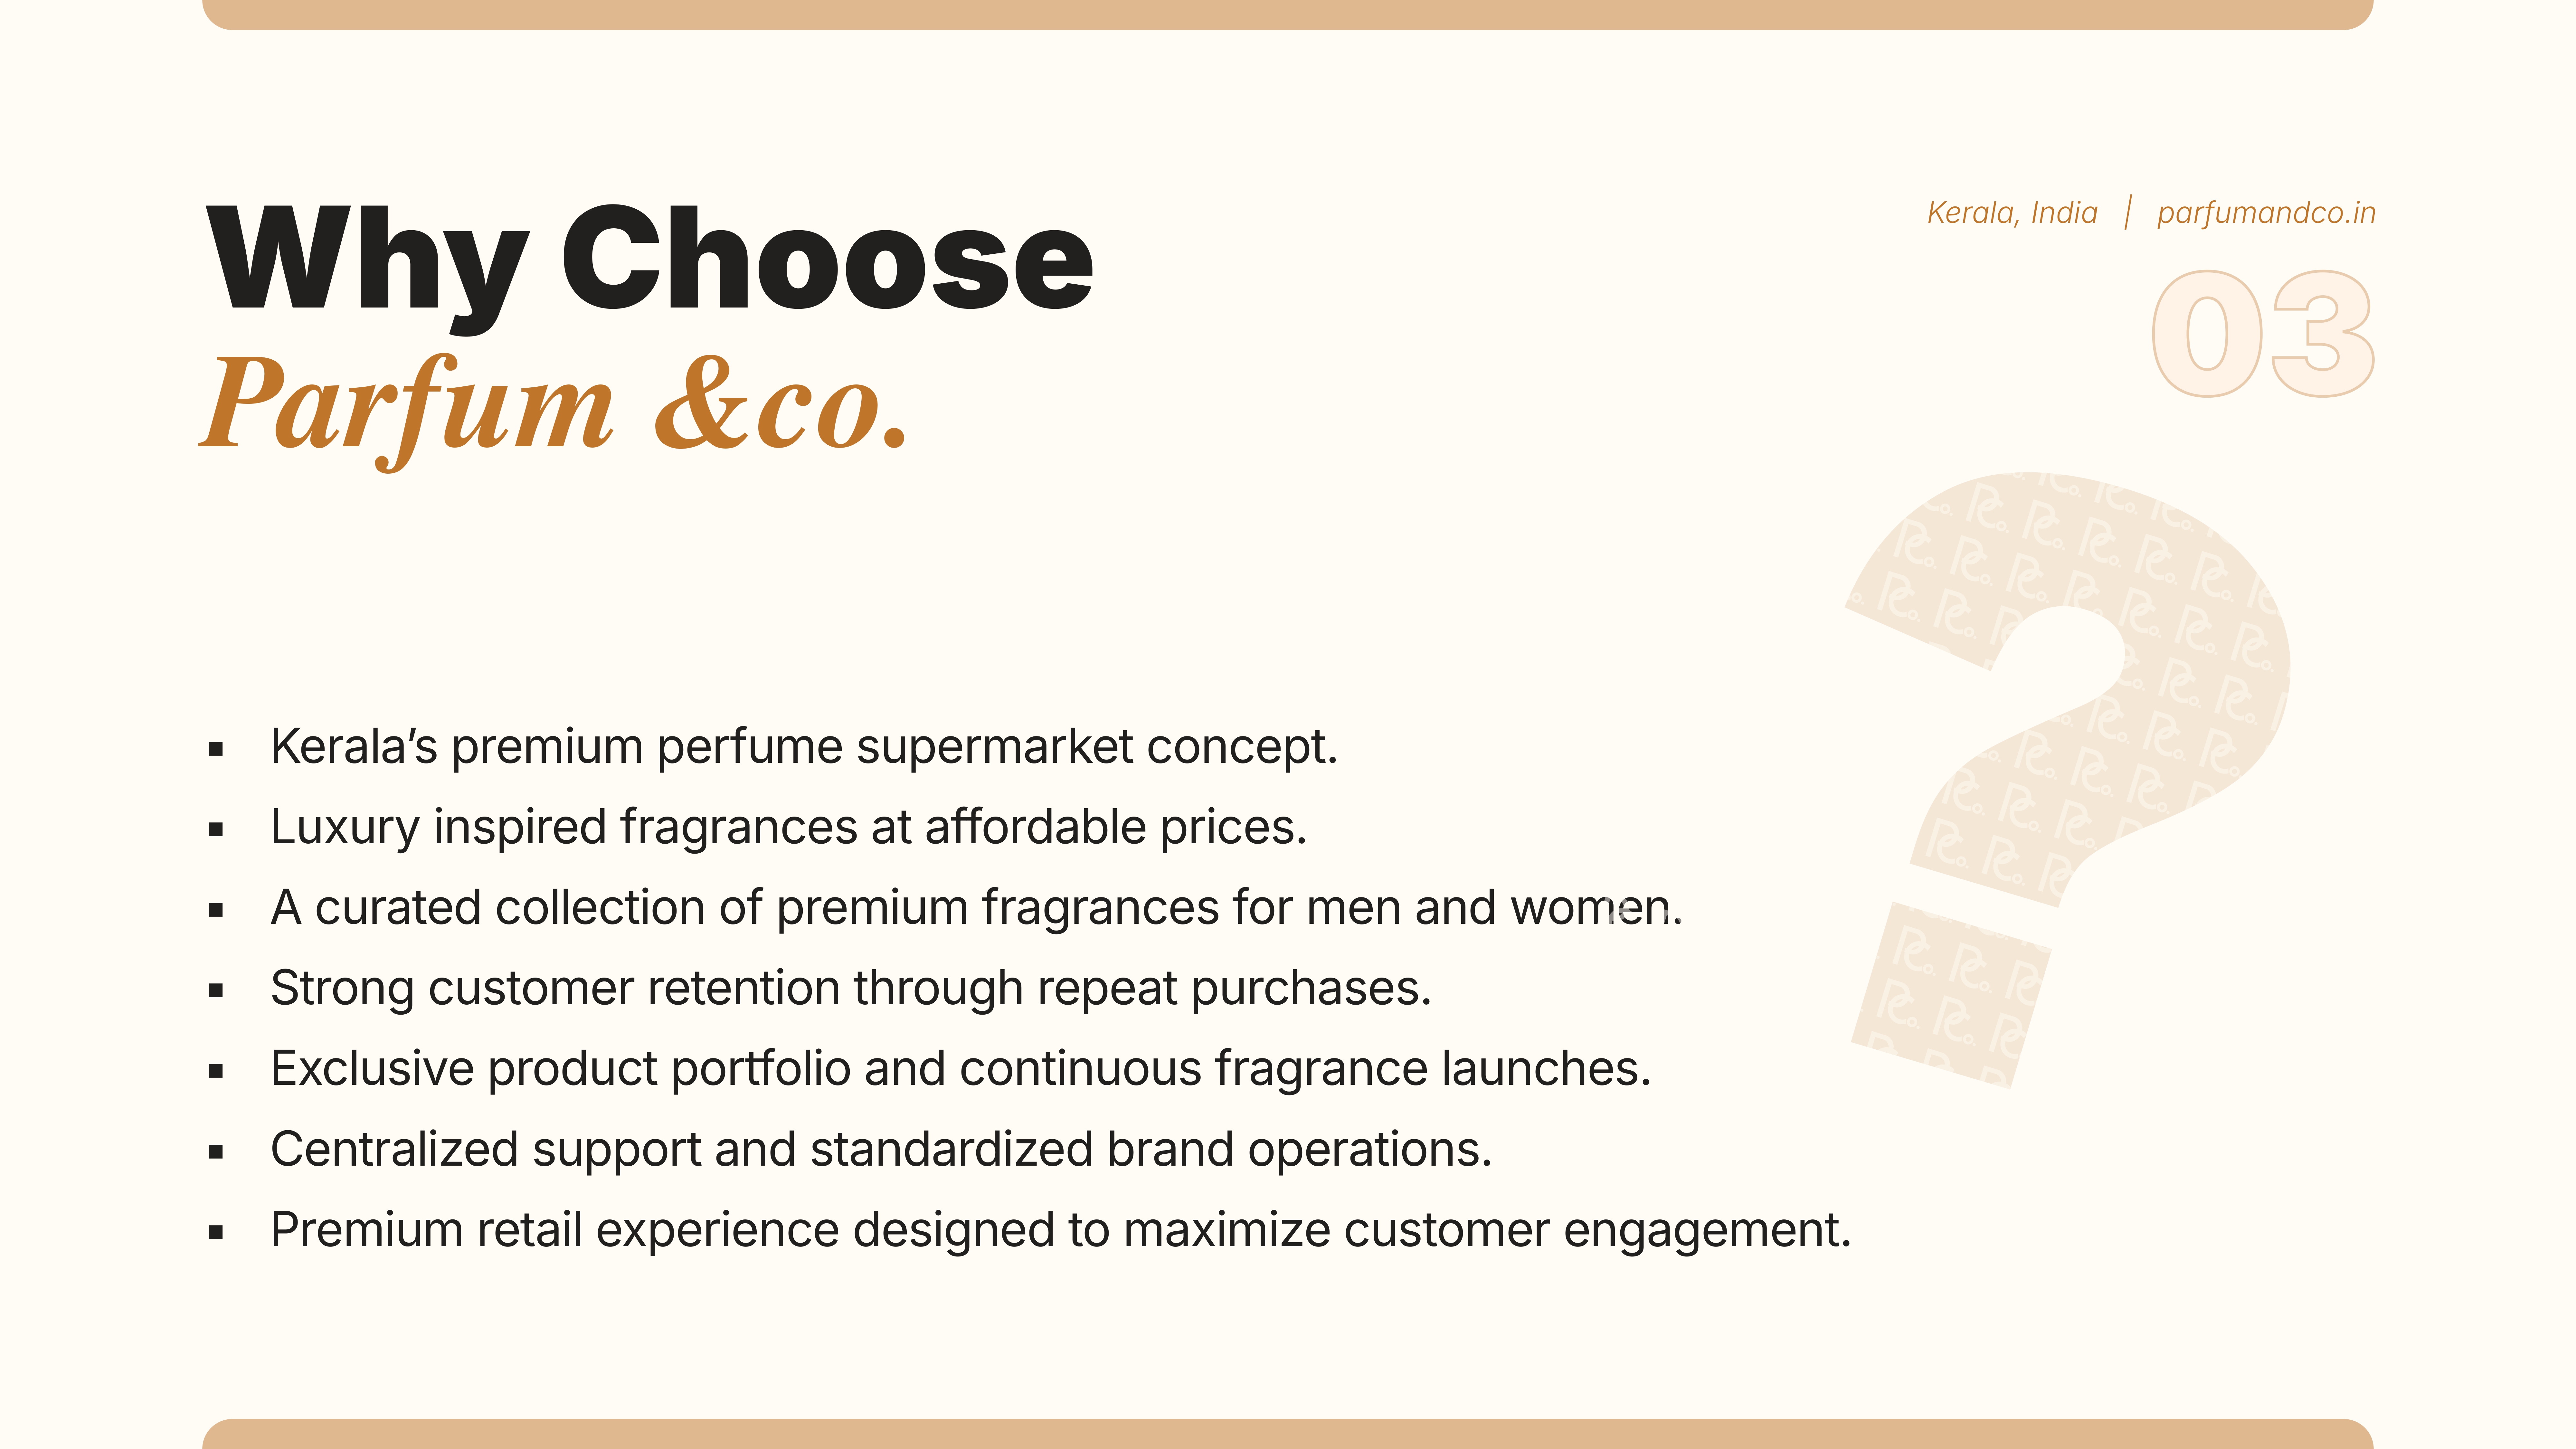 Why Choose
Kerala, India | parfumandco.in
Parfum &co.
03
Kerala’s premium perfume supermarket concept.
Luxury inspired fragrances at affordable prices.
A curated collection of premium fragrances for men and women.
Strong customer retention through repeat purchases.
Exclusive product portfolio and continuous fragrance launches.
Centralized support and standardized brand operations.
Premium retail experience designed to maximize customer engagement.
?